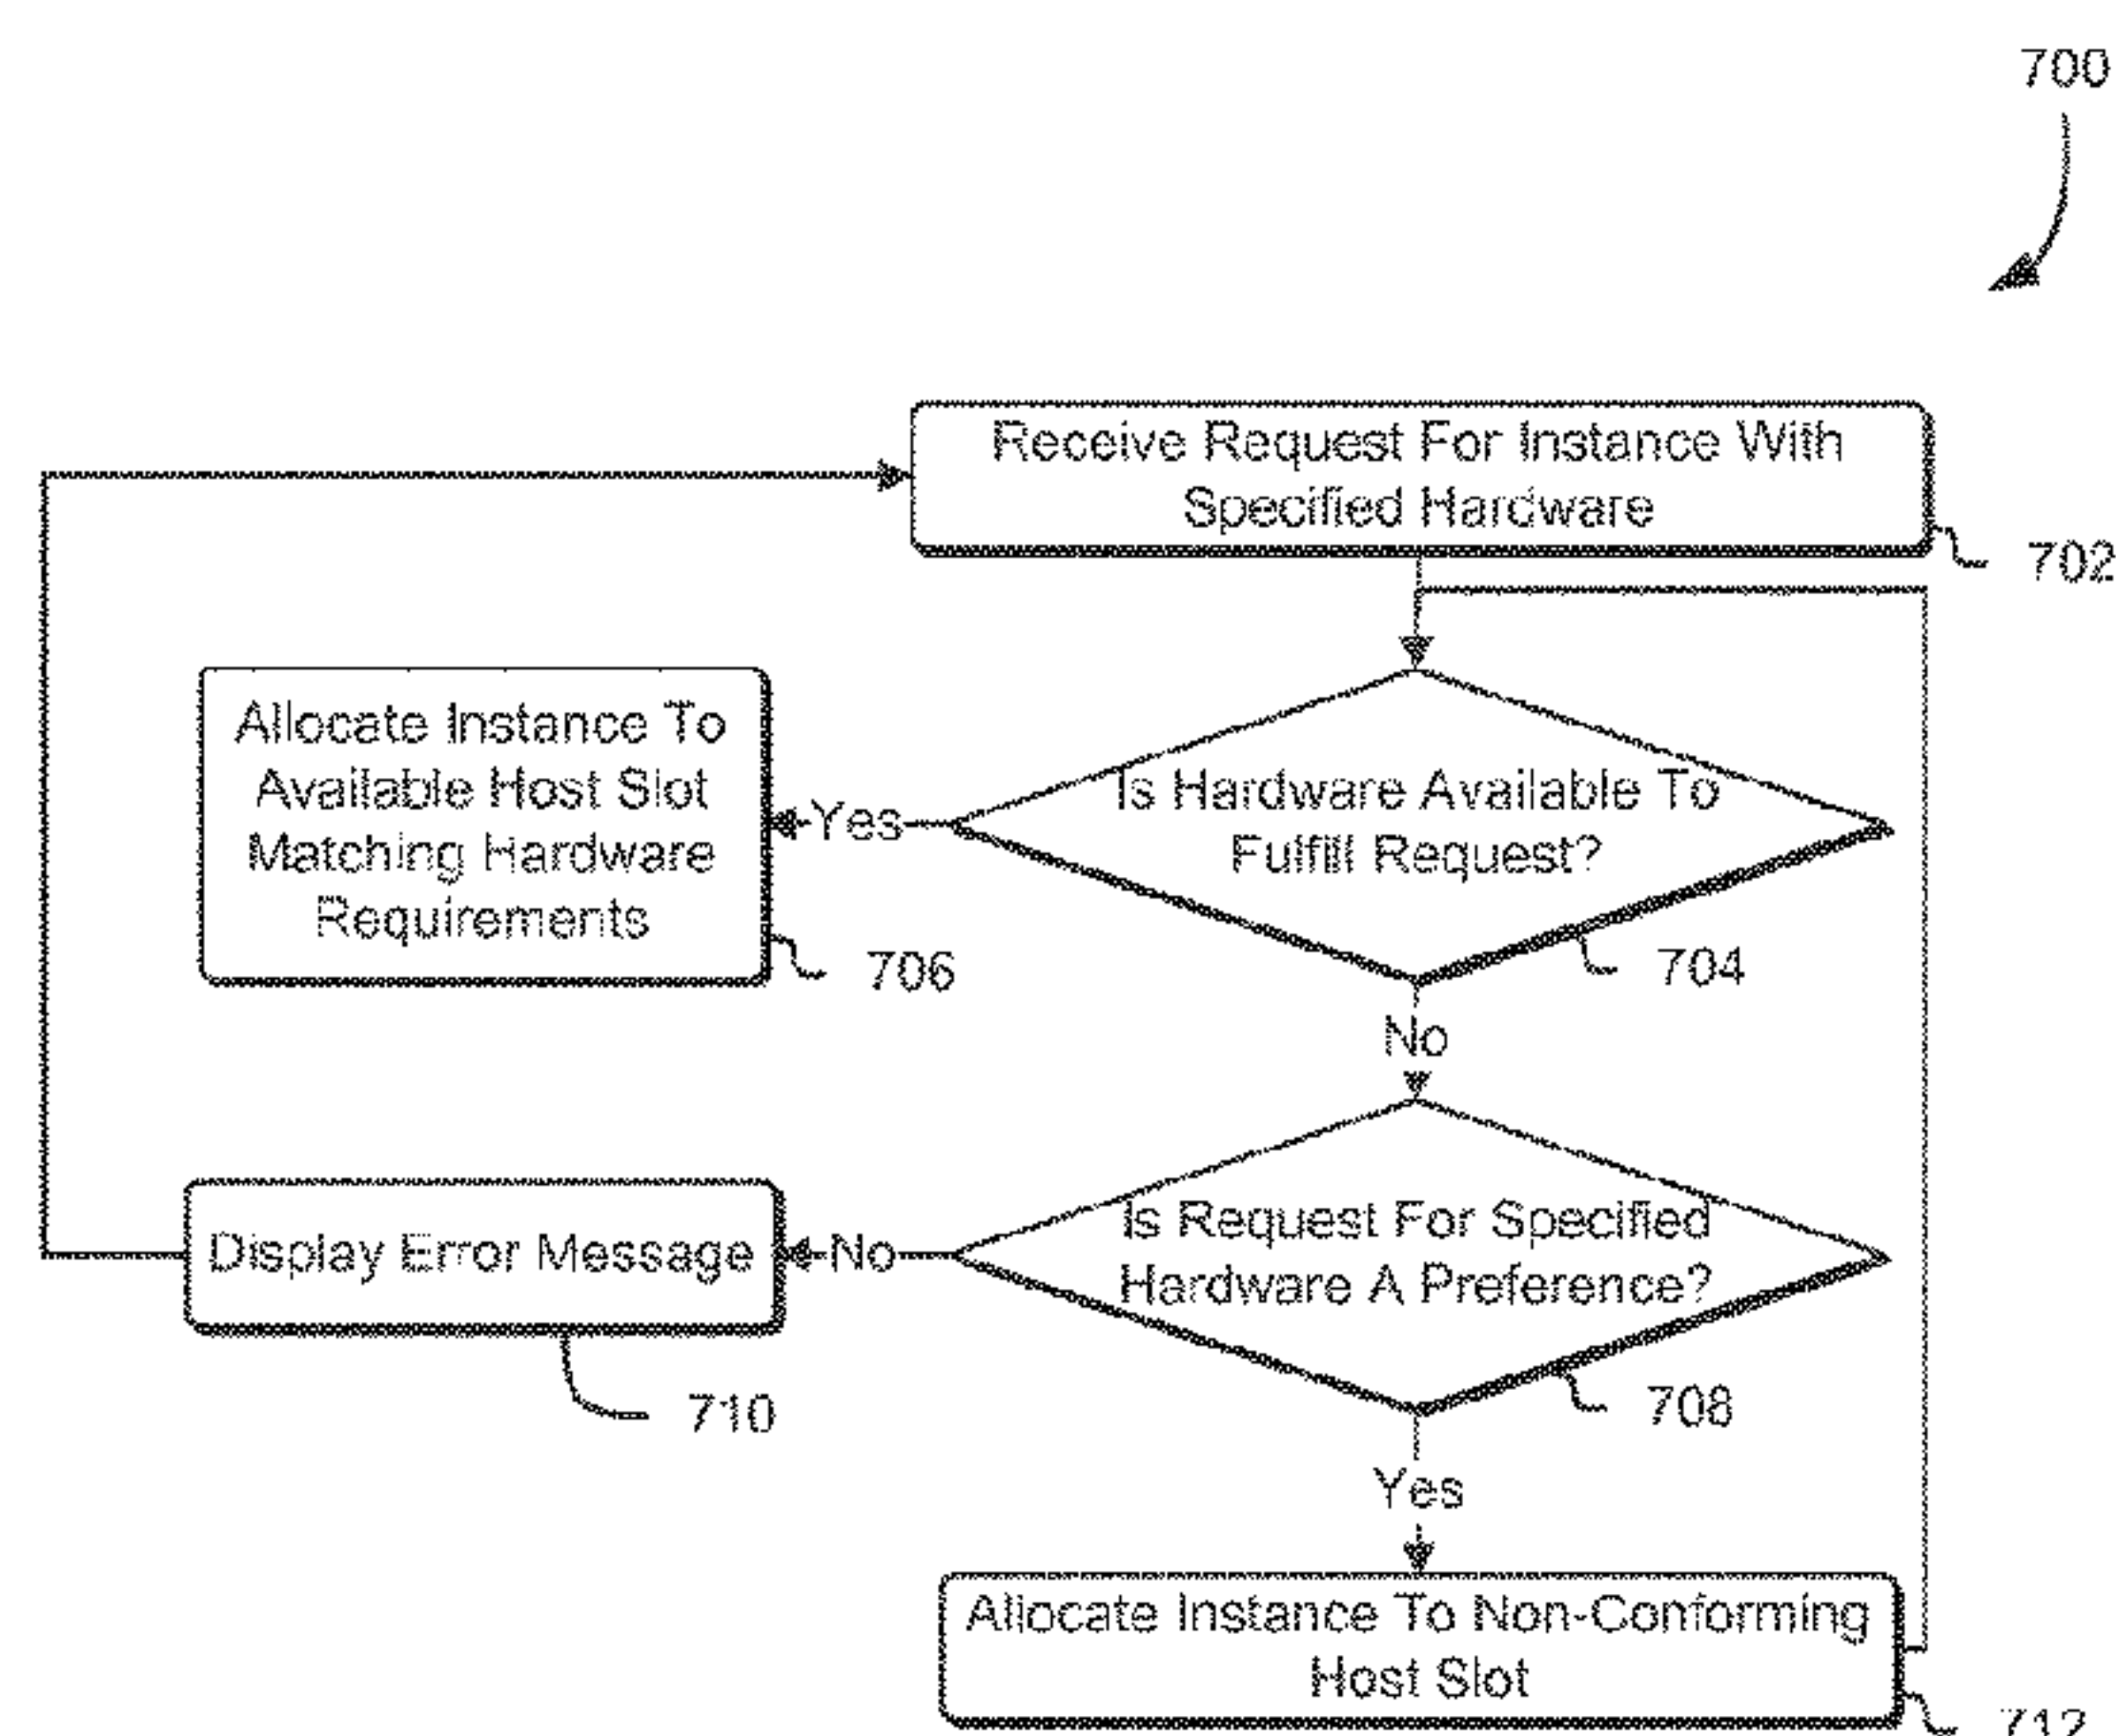 700
Receive Request For Instance With
Specified Hardware
702
Allocate Instance To
Available Host Slot
Matching Hardware
Requirements
706
Yes
Is Hardware Available To
Fulfill Request?
704
No
Display Error Message
710
No
Is Request For Specified
Hardware A Preference?
708
Yes
Allocate Instance To Non-Conforming
Host Slot
712